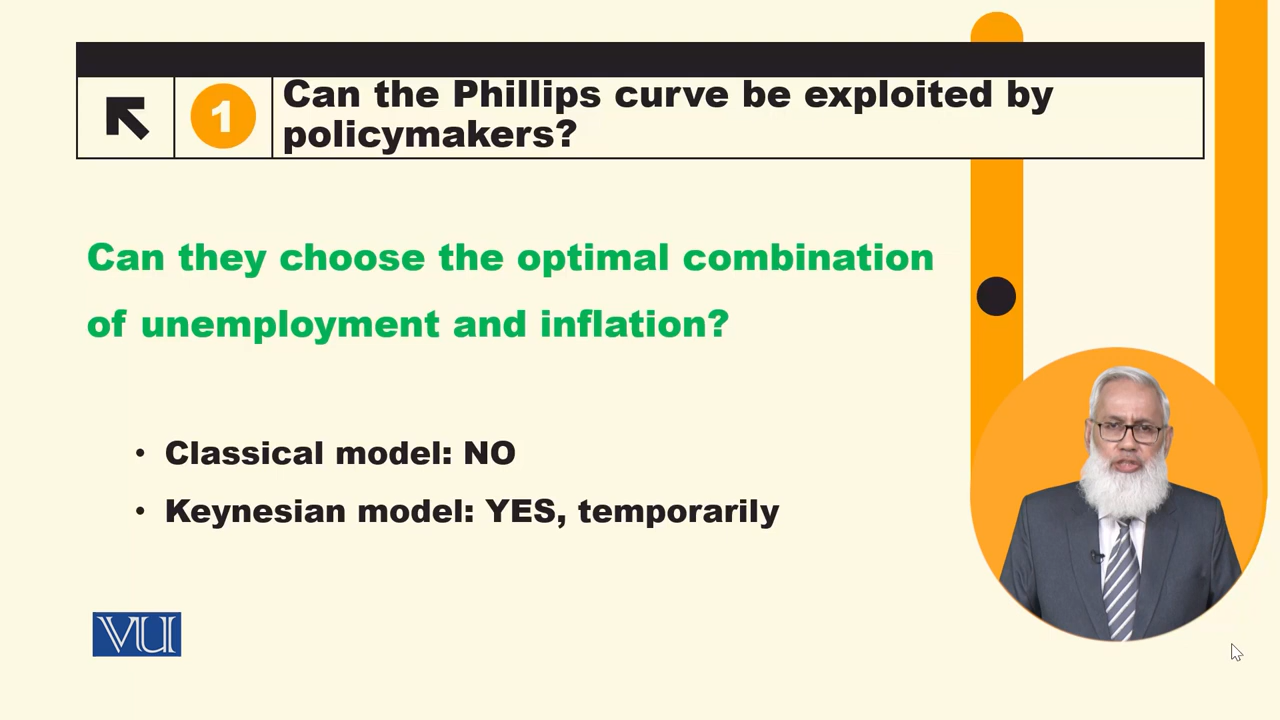 1
Can the Phillips curve be exploited by
policymakers?
Can they choose the optimal combination
of unemployment and inflation?
• Classical model: NO
• Keynesian model: YES, temporarily
VU